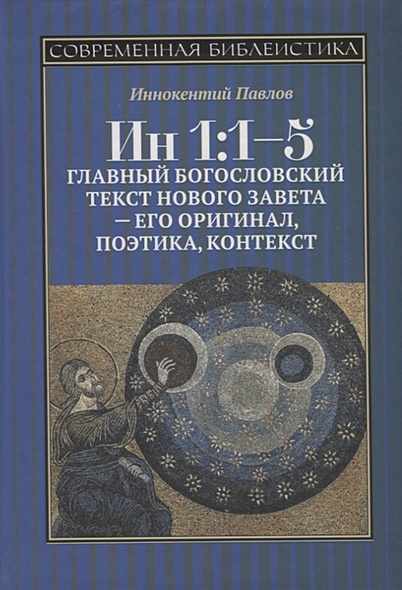 СОВРЕМЕННАЯ БИБЛЕИСТИКА
Иннокентий Павлов
Ин 1:1–5
ГЛАВНЫЙ БОГОСЛОВСКИЙ
ТЕКСТ НОВОГО ЗАВЕТА
– ЕГО ОРИГИНАЛ,
ПОЭТИКА, КОНТЕКСТ